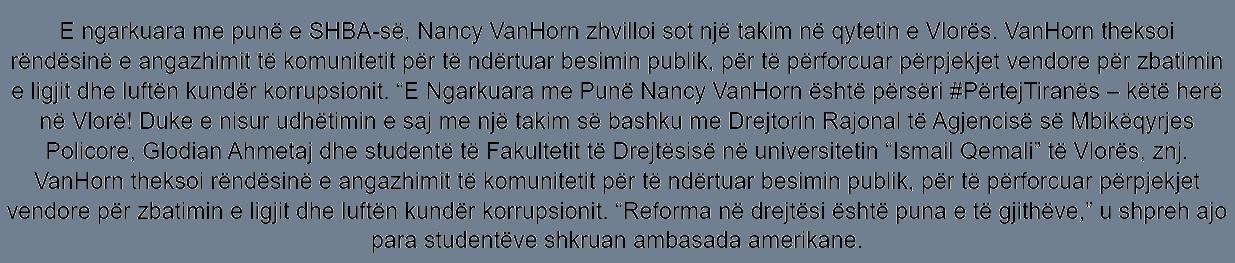 E ngarkuara me punë e SHBA-së, Nancy VanHorn zhvilloi sot një takim në qytetin e Vlorës. VanHorn theksoi
rëndësinë e angazhimit të komunitetit për të ndërtuar besimin publik, për të përforcuar përpjekjet vendore për zbatimin
e ligjit dhe luftën kundër korrupsionit. “E Ngarkuara me Punë Nancy VanHorn është përsëri #PërtejTiranës – këtë herë
në Vlorë! Duke e nisur udhëtimin e saj me një takim së bashku me Drejtorin Rajonal të Agjencisë së Mbikëqyrjes
Policore, Glodian Ahmetaj dhe studentë të Fakultetit të Drejtësisë në universitetin “Ismail Qemali” të Vlorës, znj.
VanHorn theksoi rëndësinë e angazhimit të komunitetit për të ndërtuar besimin publik, për të përforcuar përpjekjet
vendore për zbatimin e ligjit dhe luftën kundër korrupsionit. “Reforma në drejtësi është puna e të gjithëve,” u shpreh ajo
para studentëve shkruan ambasada amerikane.